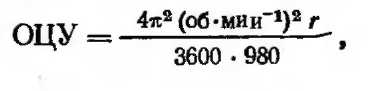 ОЦУ = 4π² (об·мин⁻¹)² r / 3600 · 980 ,